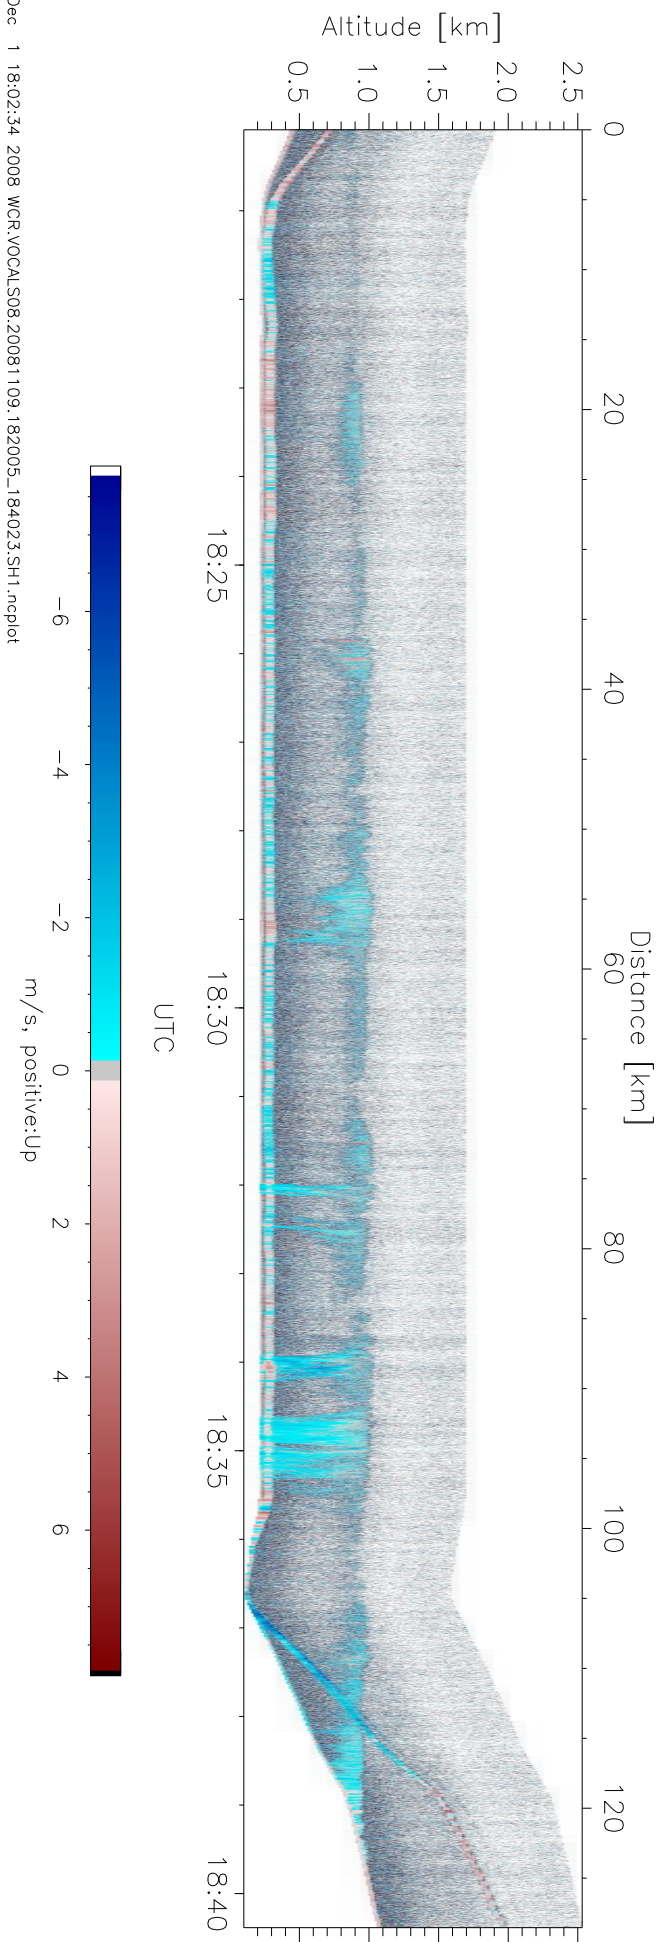 Distance [km]
0 20 40 60 80 100 120
Altitude [km]
2.5
2.0
1.5
1.0
0.5
18:25 18:30 18:35 18:40
UTC
-6 -4 -2 0 2 4 6
m/s, positive:Up
Dec 1 18:02:34 2008 WCR.VOCALS08.20081109.182005_184023.SH1.ncplot